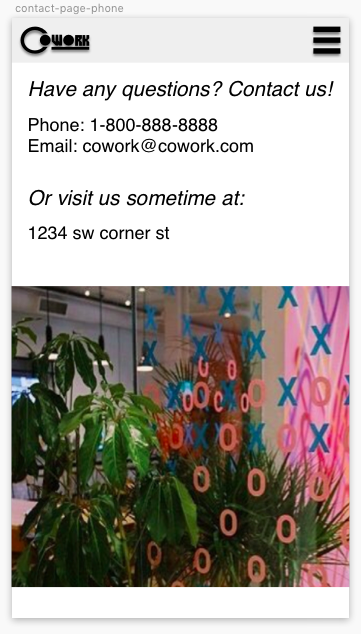 contact-page-phone
COWORK
Have any questions? Contact us!
Phone: 1-800-888-8888
Email: cowork@cowork.com
Or visit us sometime at:
1234 sw corner st